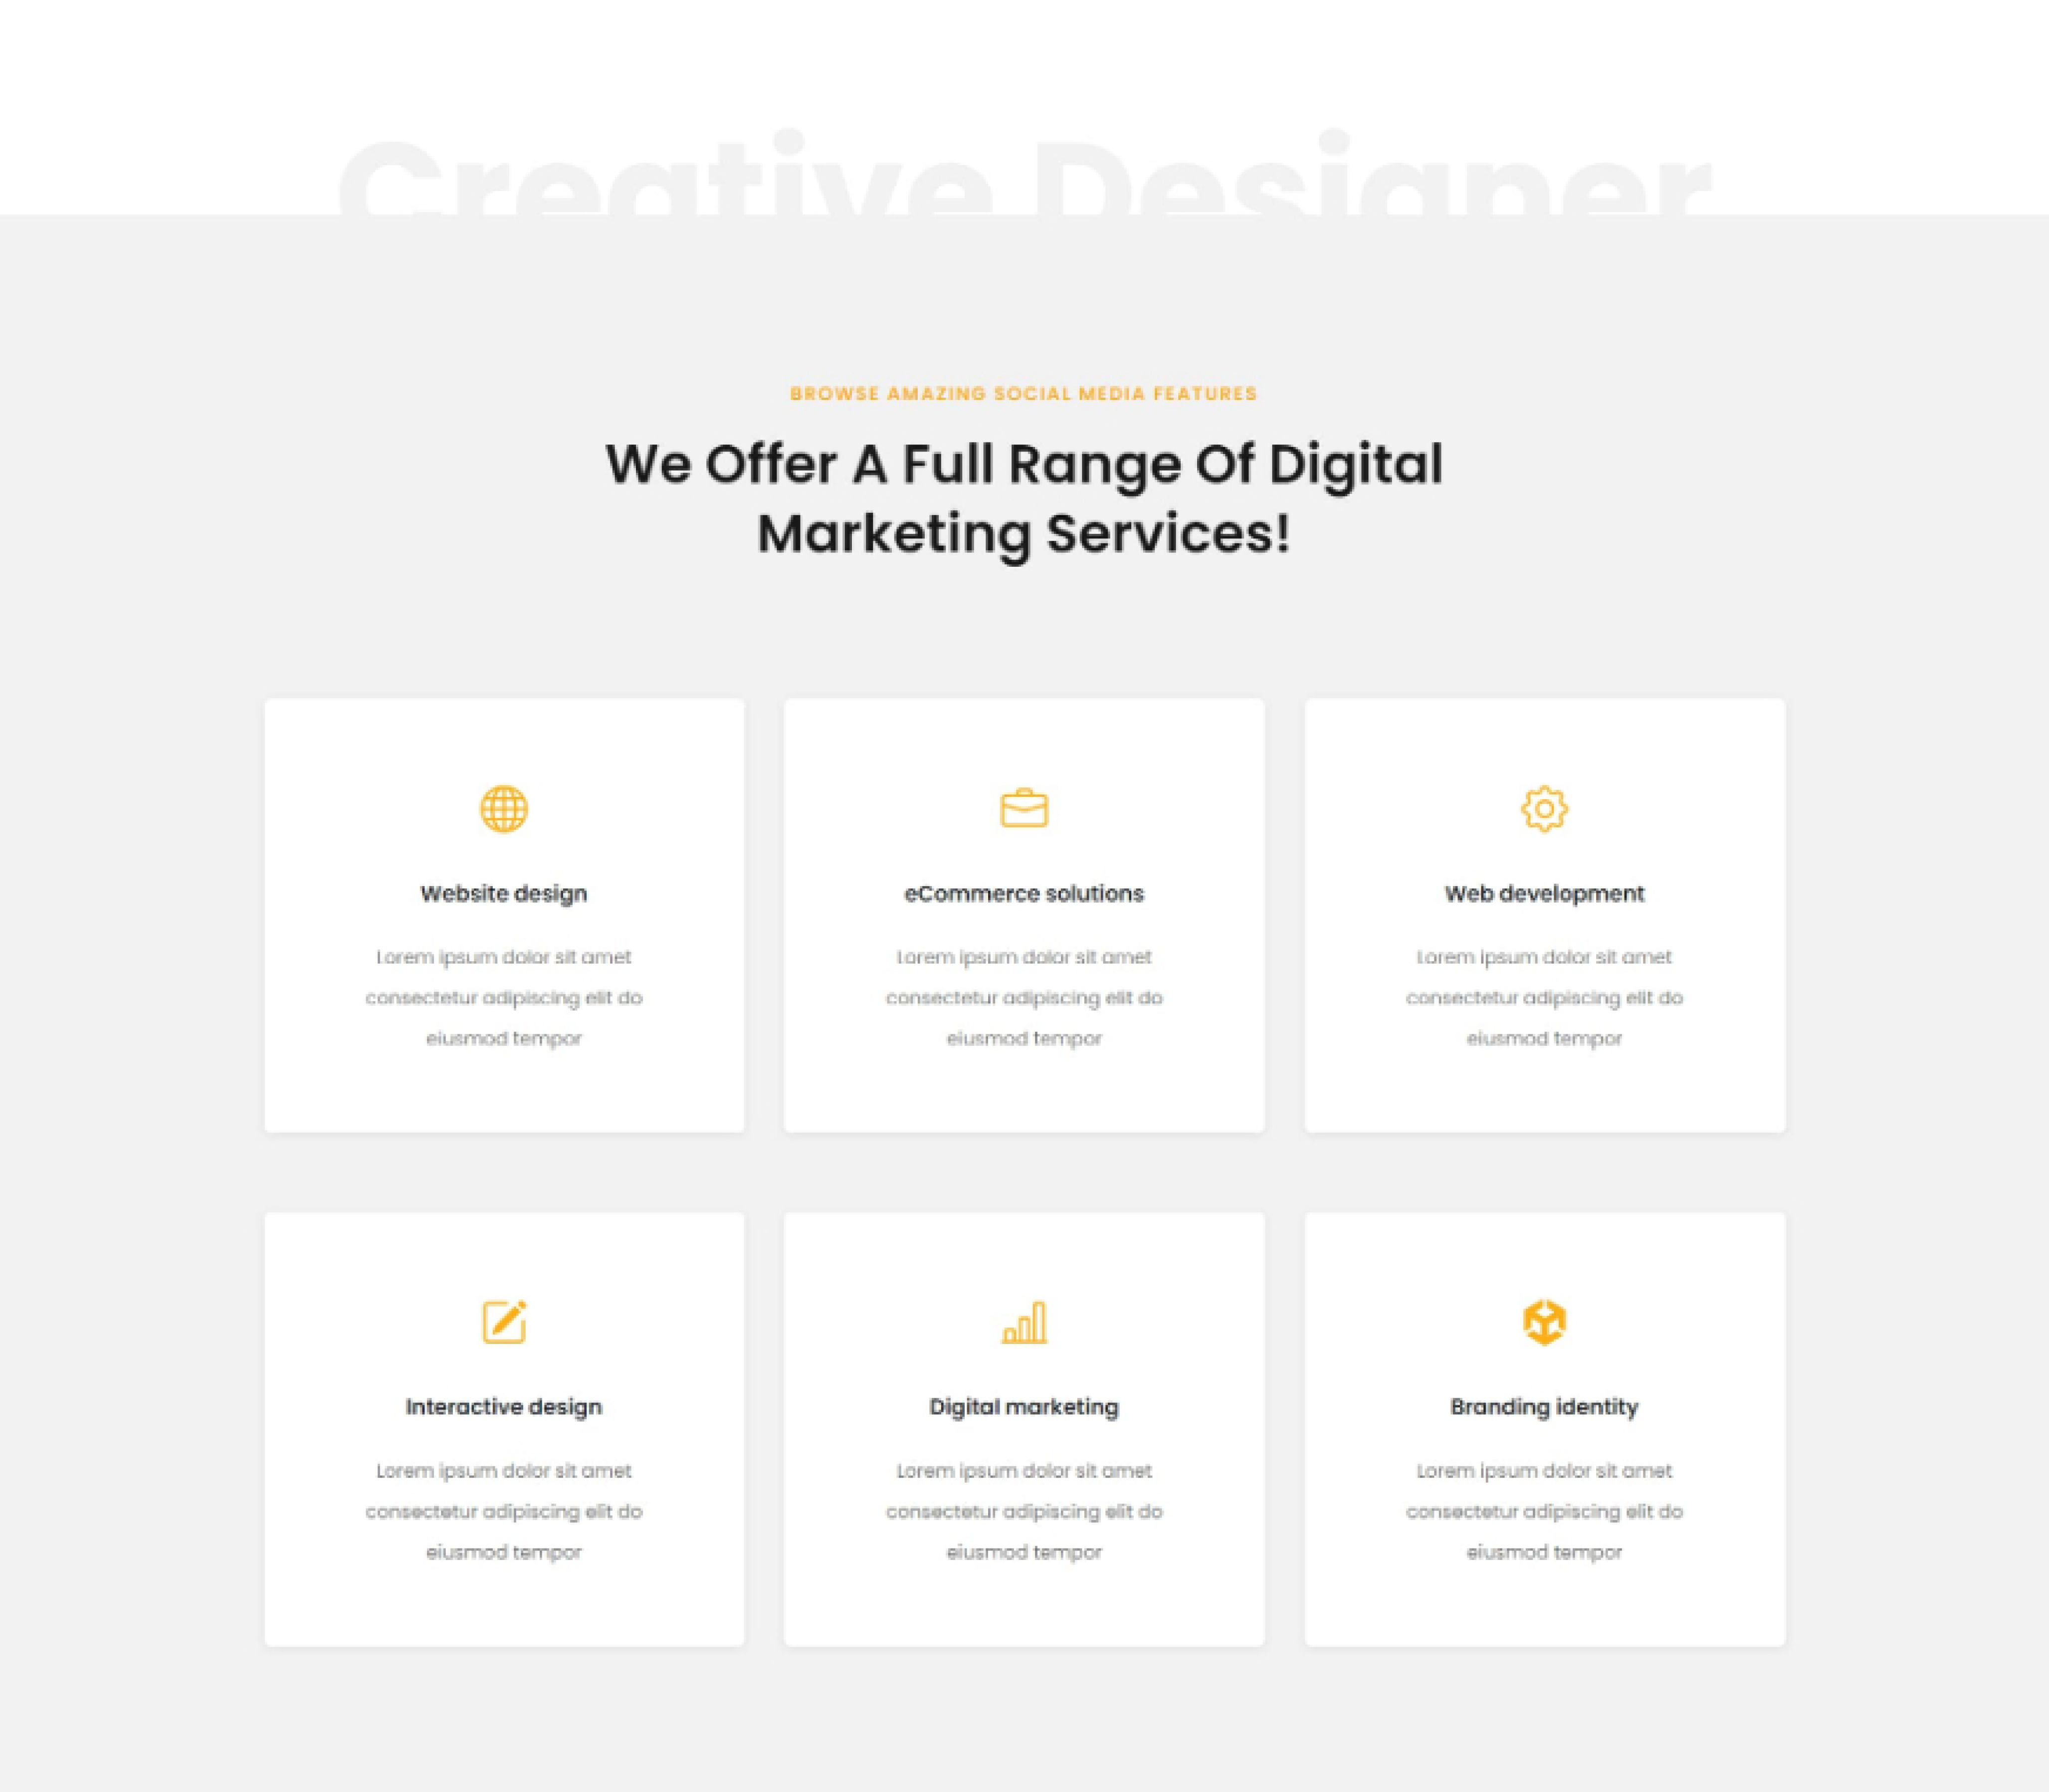 Creative Designer
BROWSE AMAZING SOCIAL MEDIA FEATURES
We Offer A Full Range Of Digital
Marketing Services!
Website design
Lorem ipsum dolor sit amet
consectetur adipiscing elit do
eiusmod tempor
eCommerce solutions
Lorem ipsum dolor sit amet
consectetur adipiscing elit do
eiusmod tempor
Web development
Lorem ipsum dolor sit amet
consectetur adipiscing elit do
eiusmod tempor
Interactive design
Lorem ipsum dolor sit amet
consectetur adipiscing elit do
eiusmod tempor
Digital marketing
Lorem ipsum dolor sit amet
consectetur adipiscing elit do
eiusmod tempor
Branding identity
Lorem ipsum dolor sit amet
consectetur adipiscing elit do
eiusmod tempor